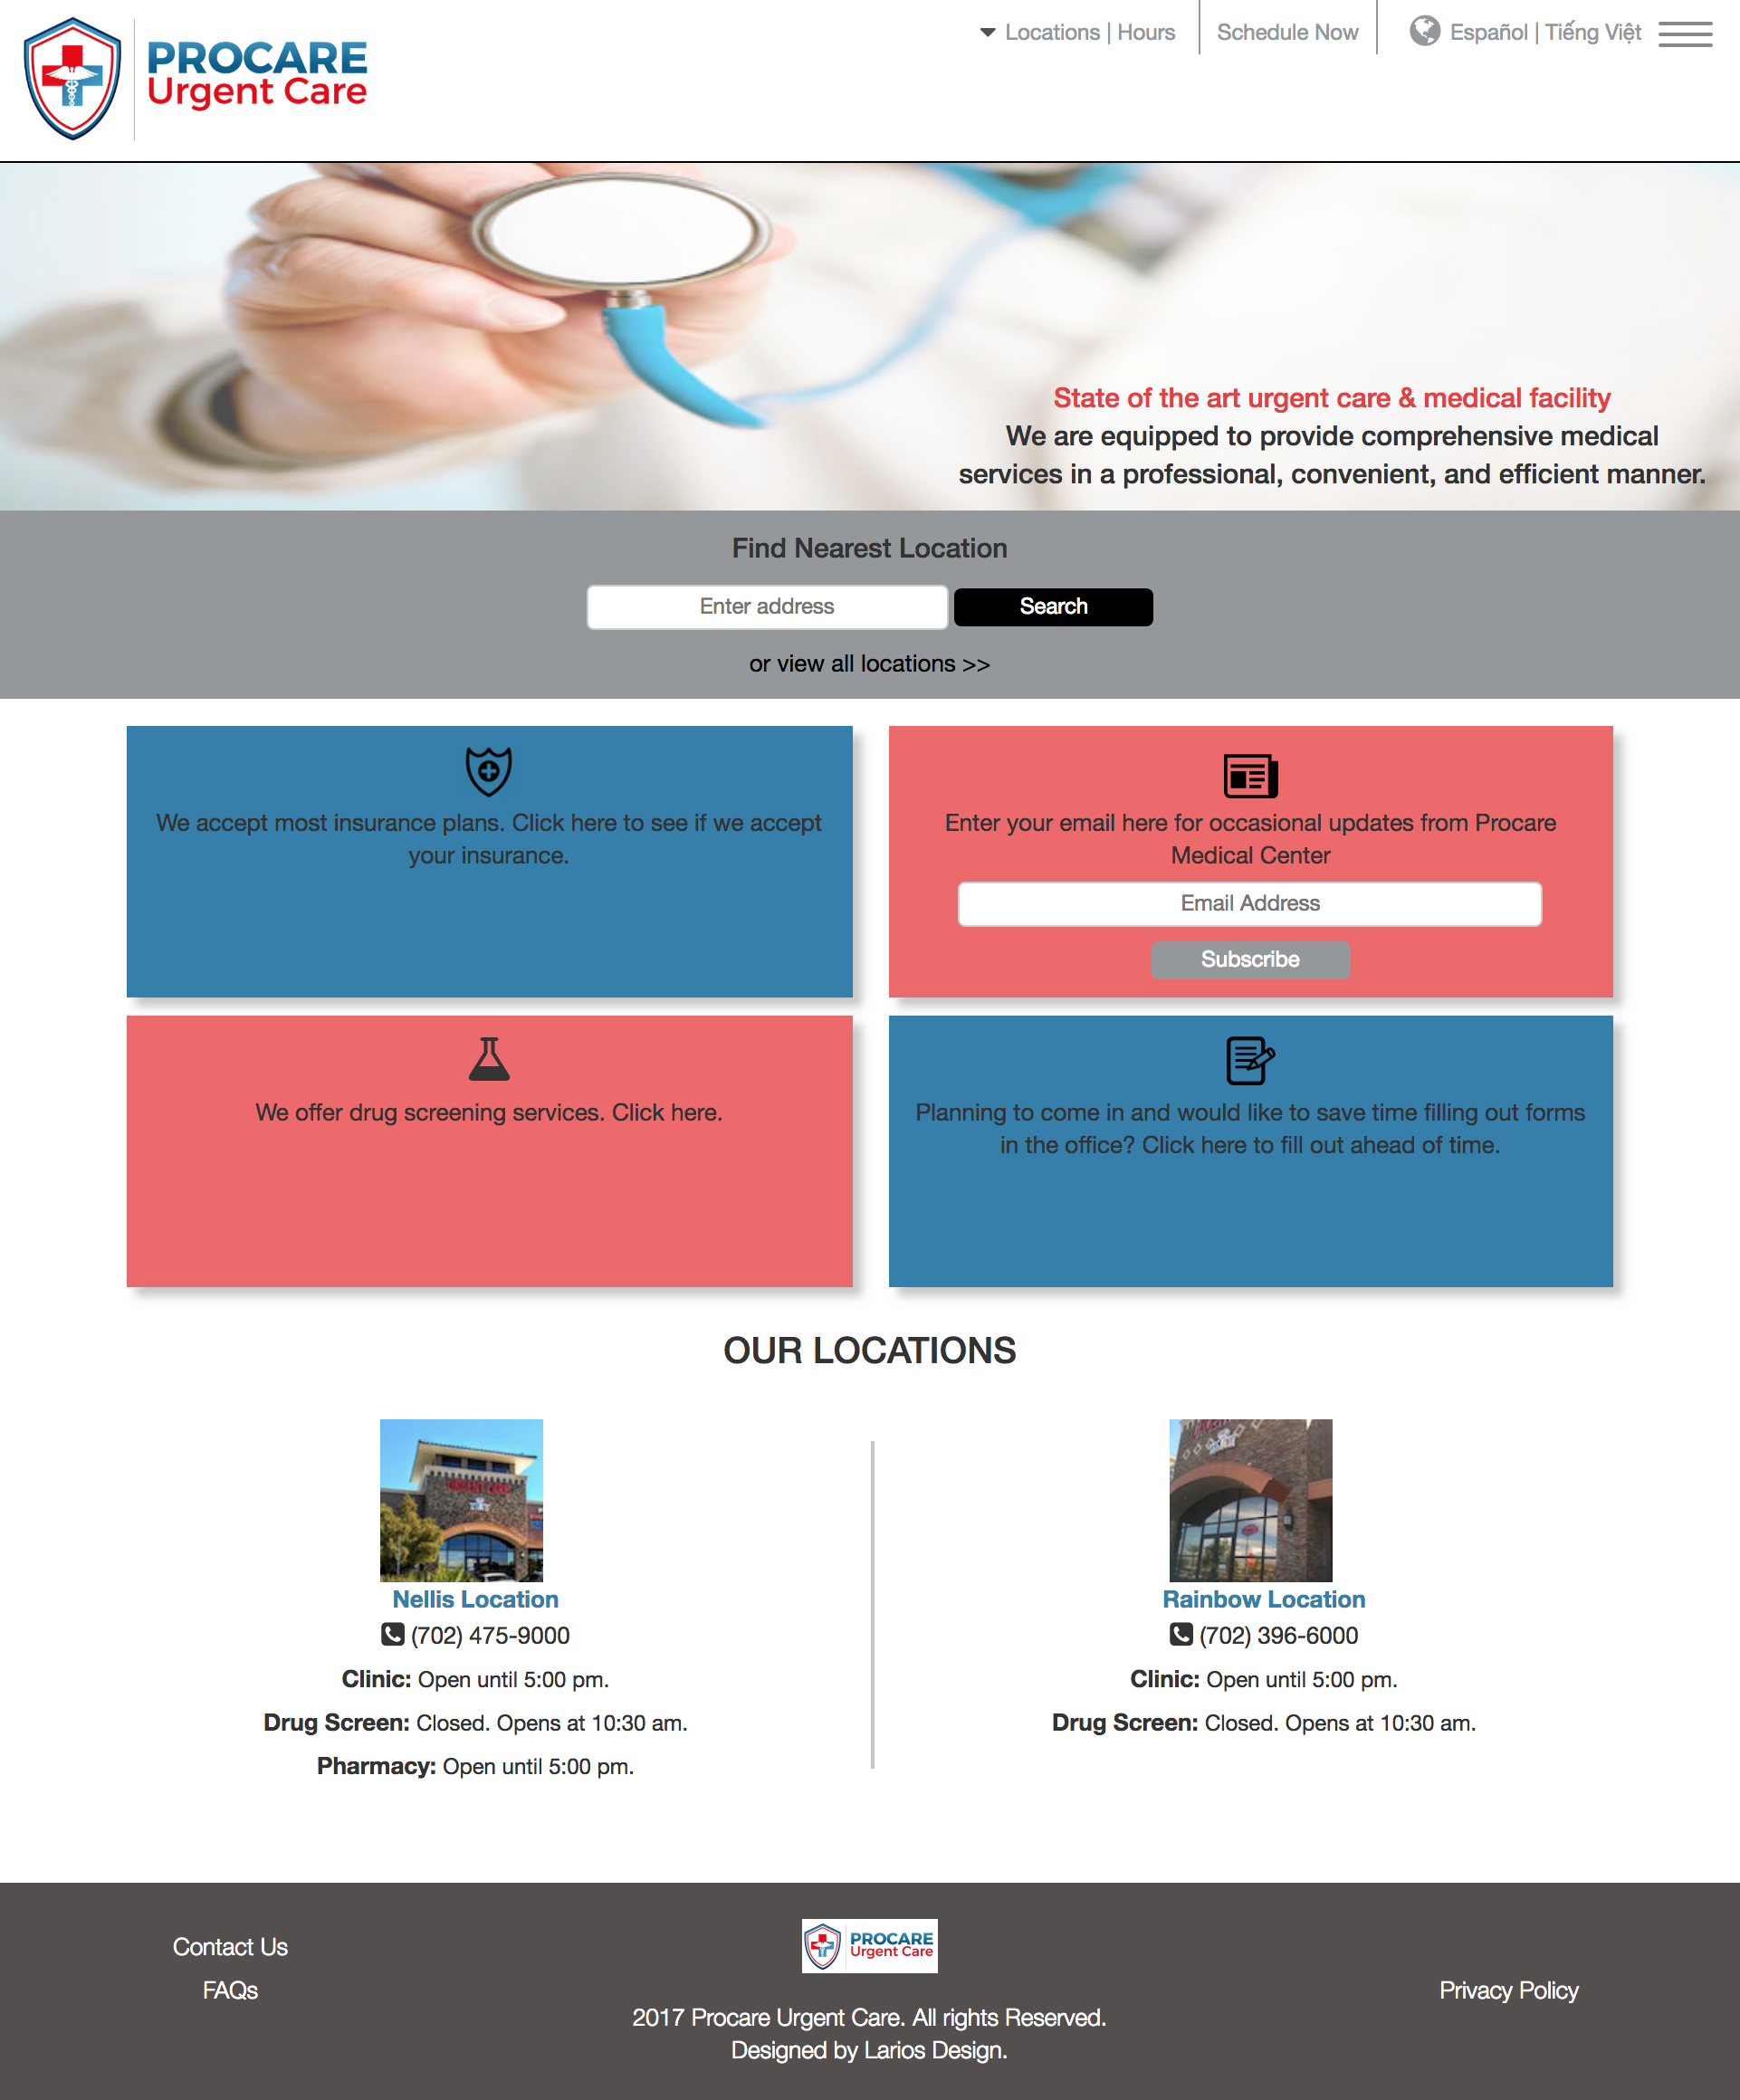 PROCARE
Urgent Care
Locations | Hours
Schedule Now
Español | Tiếng Việt
State of the art urgent care & medical facility
We are equipped to provide comprehensive medical
services in a professional, convenient, and efficient manner.
Find Nearest Location
Enter address
Search
or view all locations >>
We accept most insurance plans. Click here to see if we accept
your insurance.
Enter your email here for occasional updates from Procare
Medical Center
Email Address
Subscribe
We offer drug screening services. Click here.
Planning to come in and would like to save time filling out forms
in the office? Click here to fill out ahead of time.
OUR LOCATIONS
URGENT CARE
Nellis Location
(702) 475-9000
Clinic: Open until 5:00 pm.
Drug Screen: Closed. Opens at 10:30 am.
Pharmacy: Open until 5:00 pm.
Rainbow Location
(702) 396-6000
Clinic: Open until 5:00 pm.
Drug Screen: Closed. Opens at 10:30 am.
Contact Us
FAQs
PROCARE
Urgent Care
2017 Procare Urgent Care. All rights Reserved.
Designed by Larios Design.
Privacy Policy